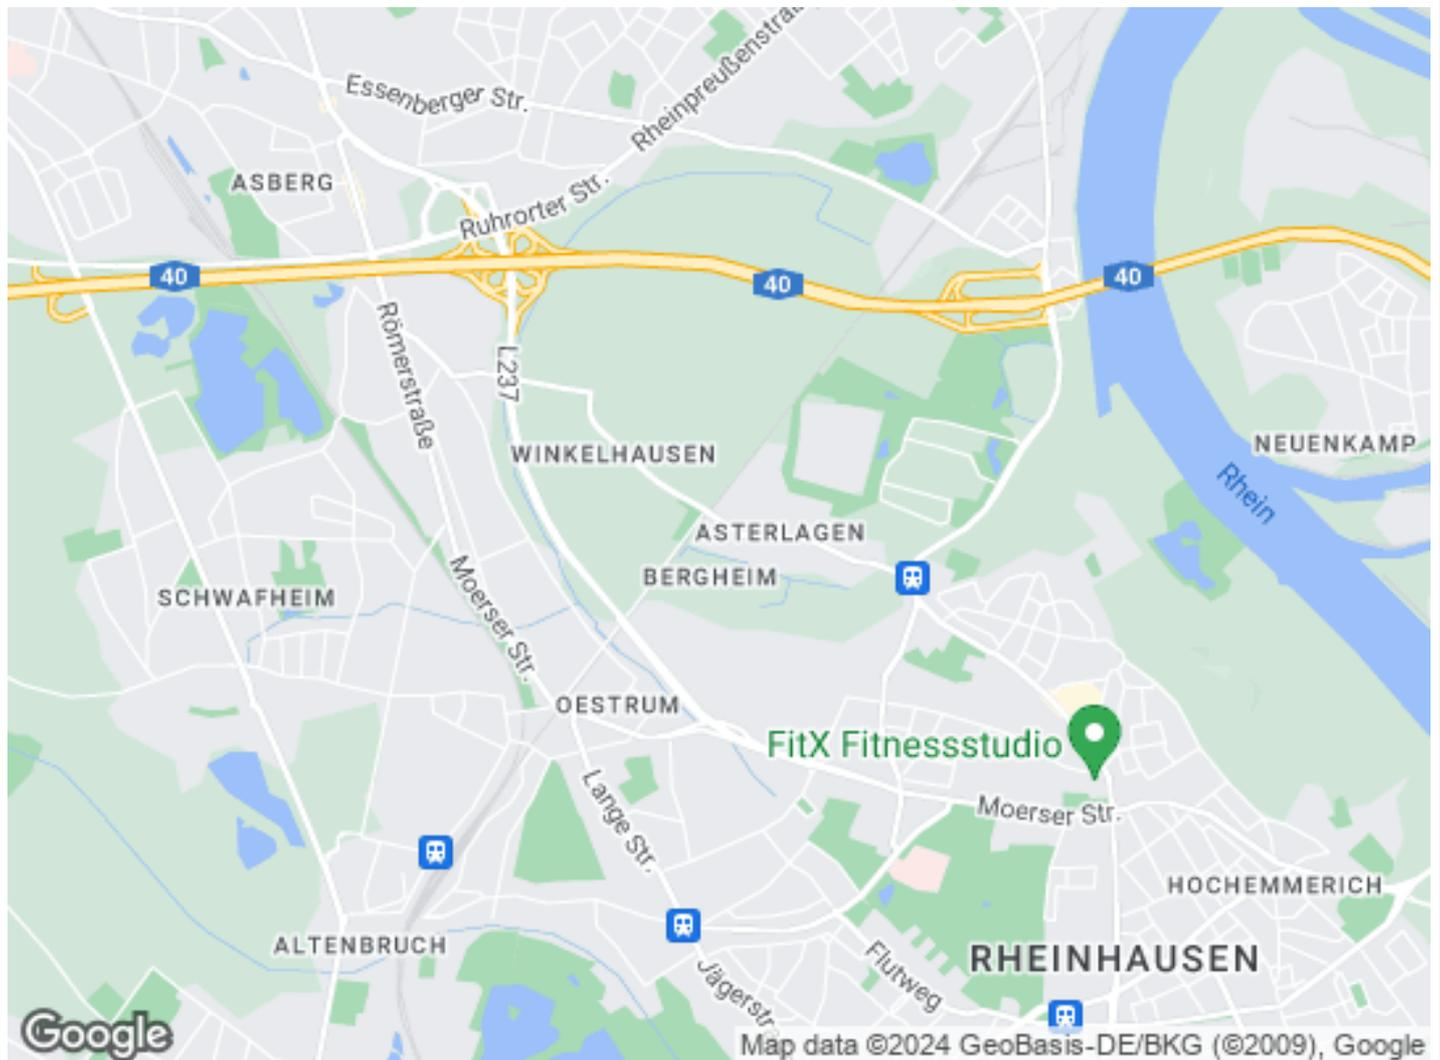 Essenberger Str.
Rheinpreußenstra
ASBERG
Ruhrorter Str.
40
40
40
Römerstraße
L237
WINKELHAUSEN
NEUENKAMP
Rhein
ASTERLAGEN
BERGHEIM
SCHWAFHEIM
Moerser Str.
OESTRUM
FitX Fitnessstudio
Lange Str.
Moerser Str.
HOCHEMMERICH
ALTENBRUCH
RHEINHAUSEN
Flutweg
Jägerstr
Google
Map data ©2024 GeoBasis-DE/BKG (©2009), Google